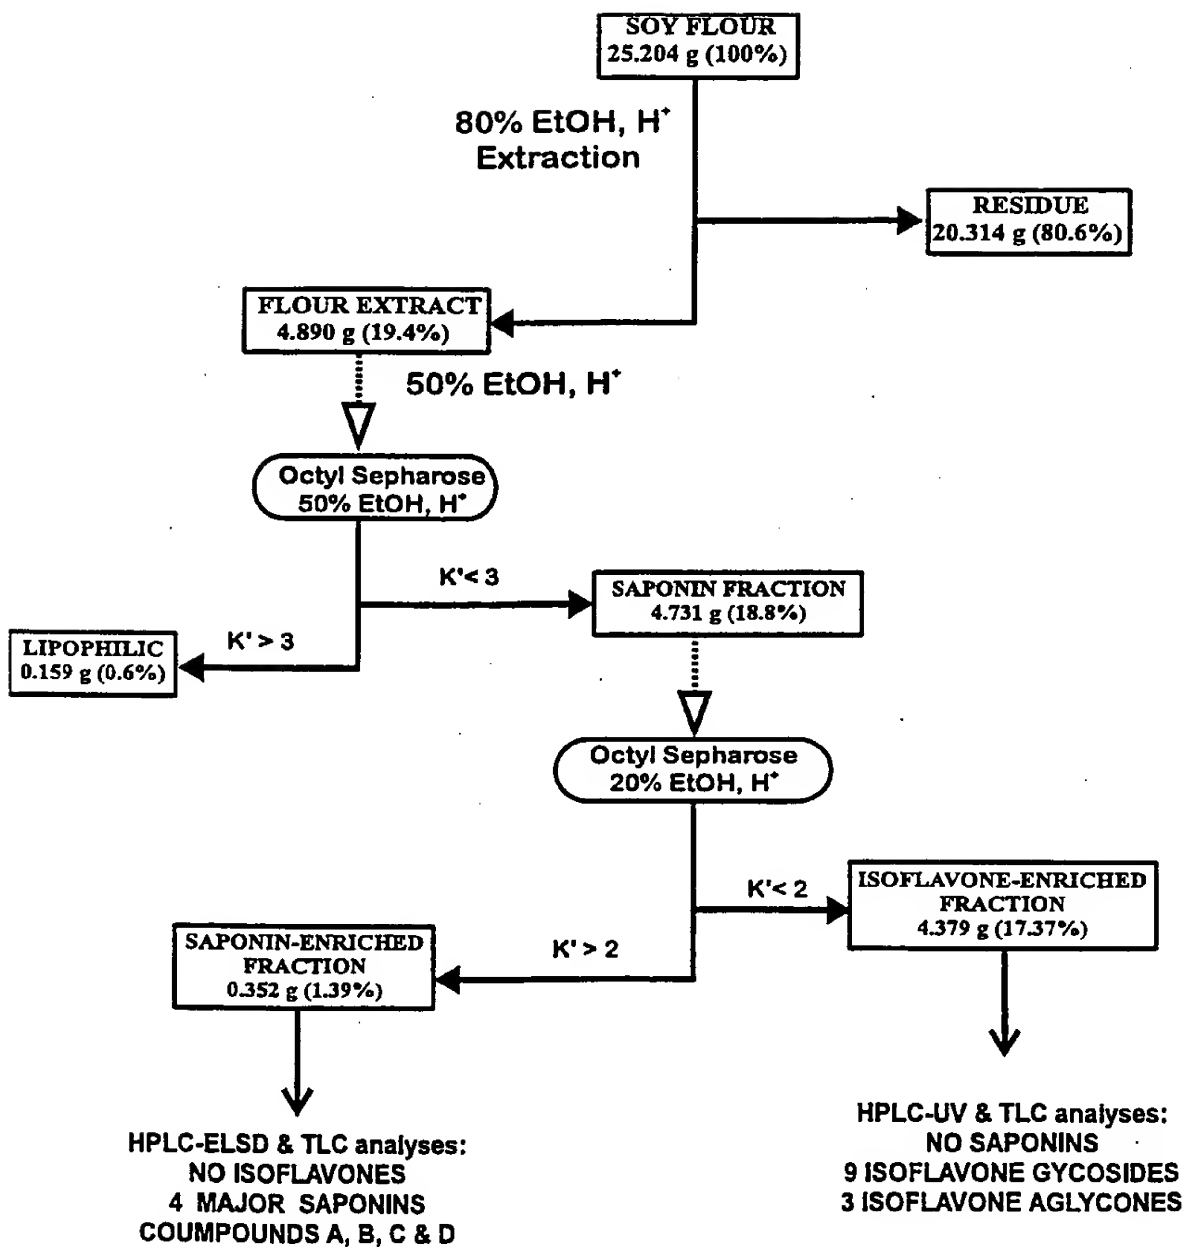 SOY FLOUR
25.204 g (100%)
80% EtOH, H⁺
Extraction
RESIDUE
20.314 g (80.6%)
FLOUR EXTRACT
4.890 g (19.4%)
50% EtOH, H⁺
Octyl Sepharose
50% EtOH, H⁺
K'< 3
SAPONIN FRACTION
4.731 g (18.8%)
K' > 3
LIPOPHILIC
0.159 g (0.6%)
Octyl Sepharose
20% EtOH, H⁺
K'< 2
ISOFLAVONE-ENRICHED
FRACTION
4.379 g (17.37%)
K' > 2
SAPONIN-ENRICHED
FRACTION
0.352 g (1.39%)
HPLC-ELSD & TLC analyses:
NO ISOFLAVONES
4 MAJOR SAPONINS
COUMPOUNDS A, B, C & D
HPLC-UV & TLC analyses:
NO SAPONINS
9 ISOFLAVONE GYCOSIDES
3 ISOFLAVONE AGLYCONES